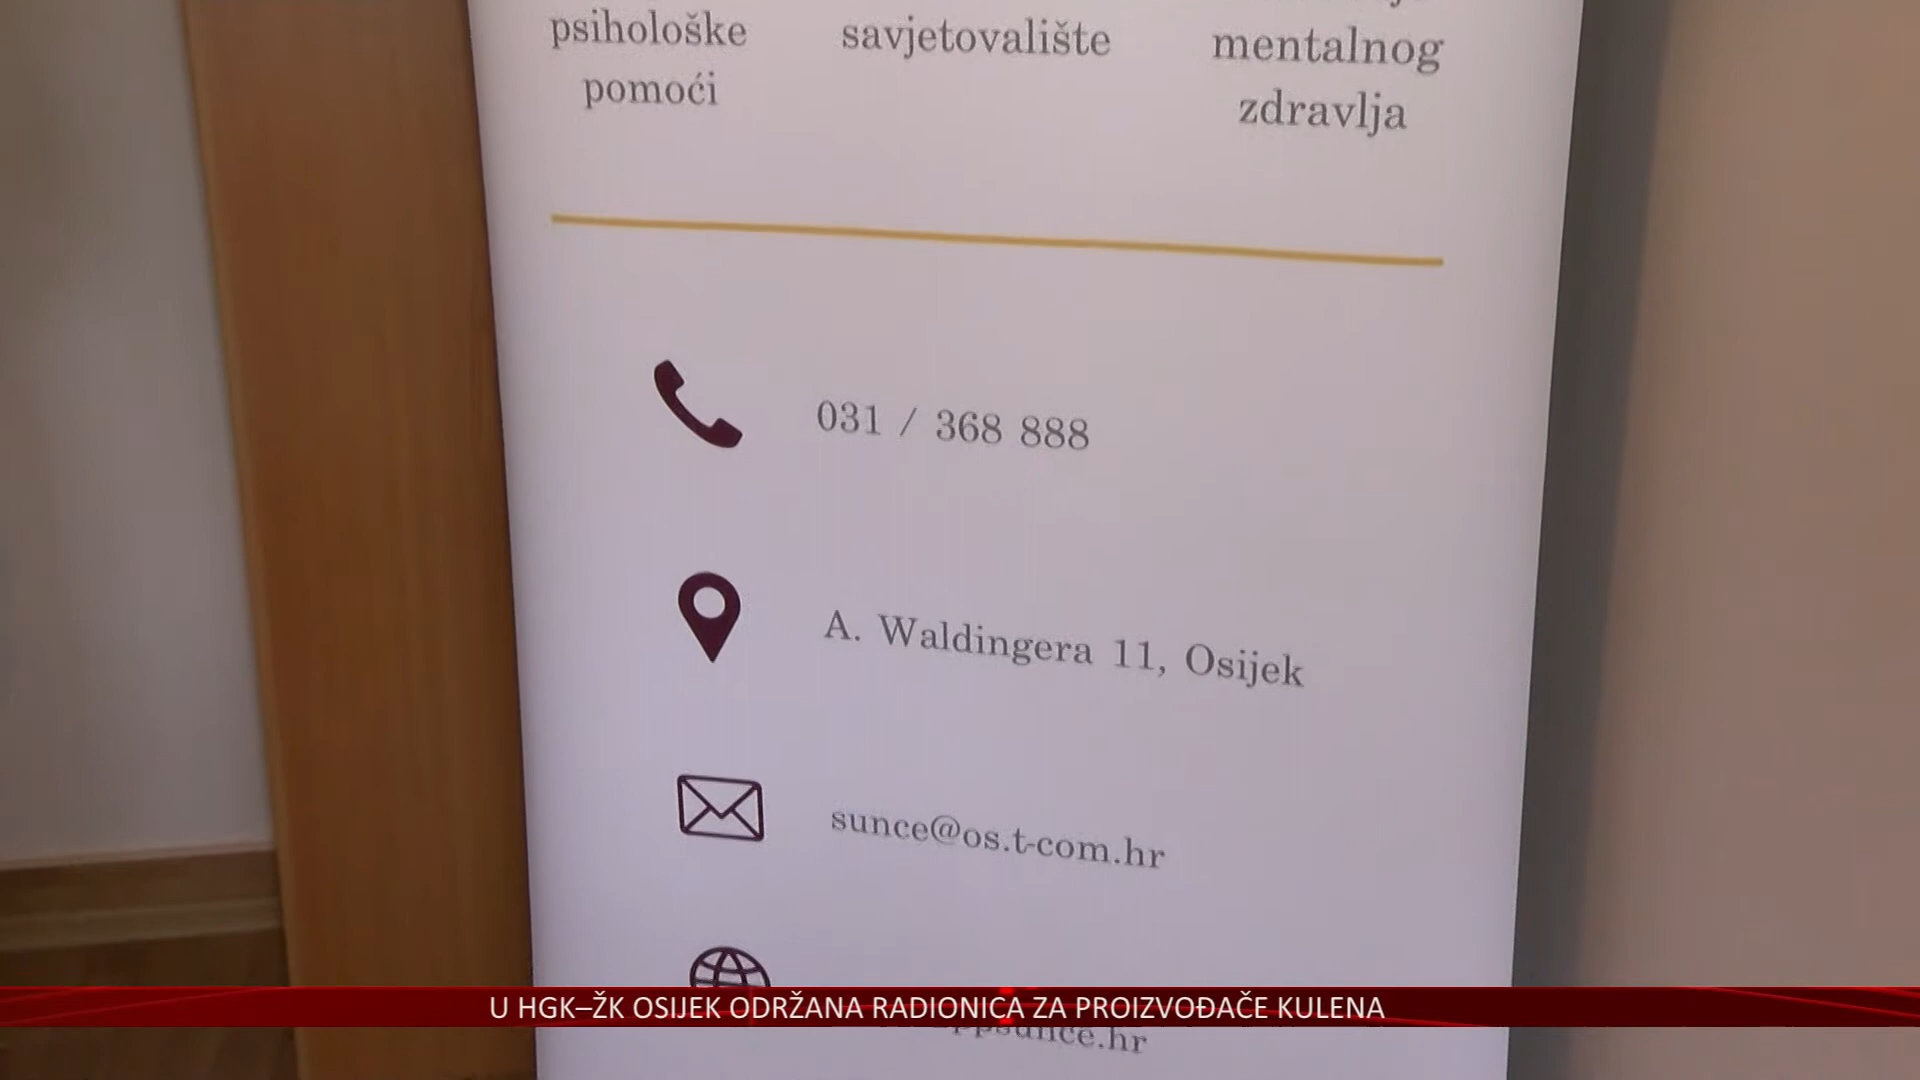 psihološke
pomoći
savjetovalište
mentalnog
zdravlja
031 / 368 888
A. Waldingera 11, Osijek
sunce@os.t-com.hr
U HGK–ŽK OSIJEK ODRŽANA RADIONICA ZA PROIZVOĐAČE KULENA